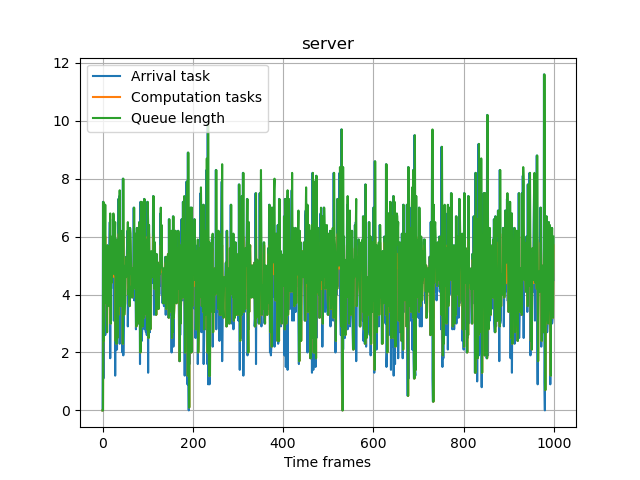 server
Arrival task
Computation tasks
Queue length
12
10
8
6
4
2
0
0 200 400 600 800 1000
Time frames